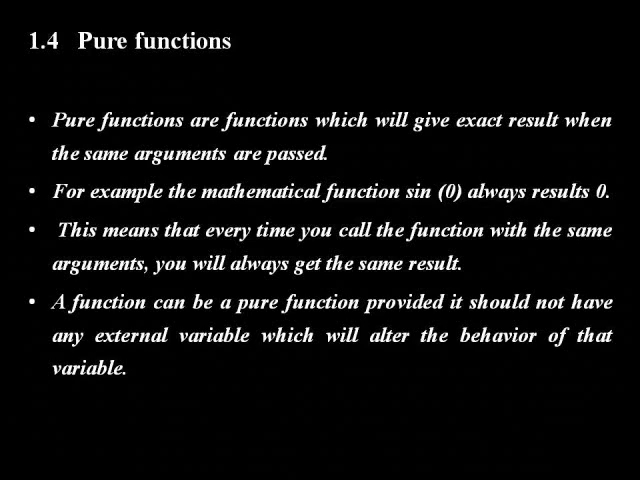 1.4 Pure functions
• Pure functions are functions which will give exact result when
the same arguments are passed.
• For example the mathematical function sin (0) always results 0.
• This means that every time you call the function with the same
arguments, you will always get the same result.
• A function can be a pure function provided it should not have
any external variable which will alter the behavior of that
variable.